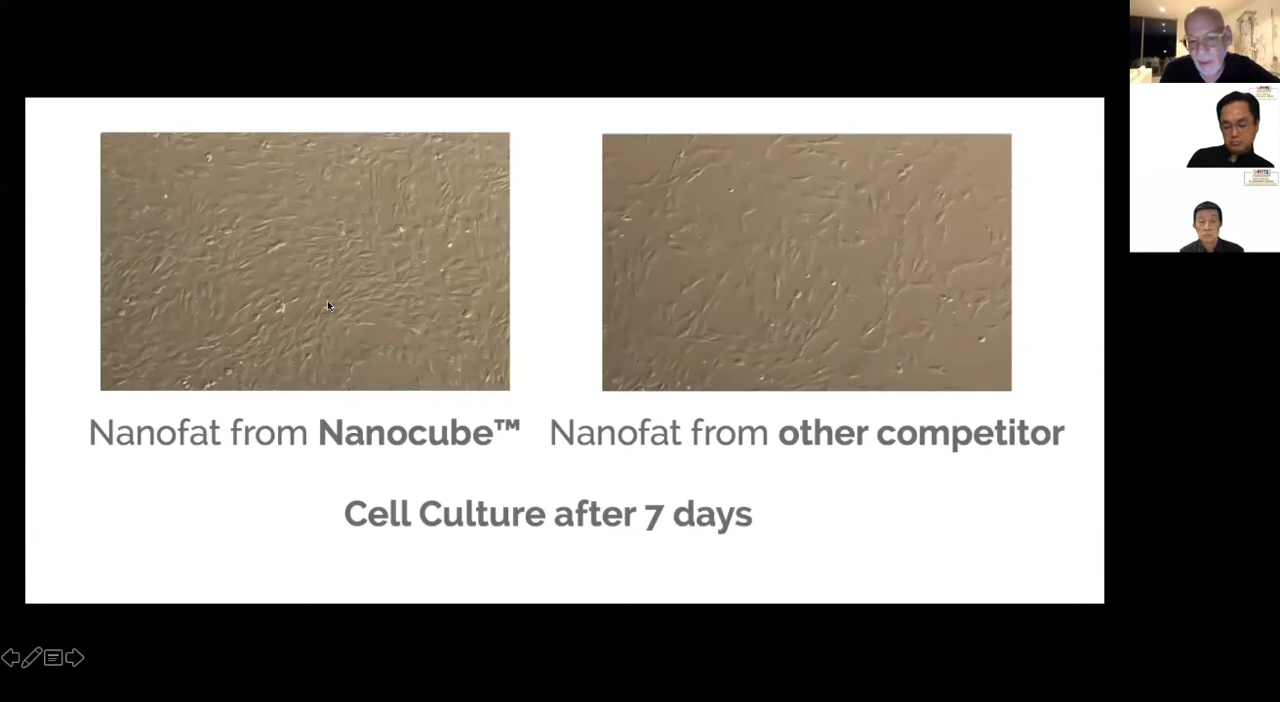 Nanofat from Nanocube™
Nanofat from other competitor
Cell Culture after 7 days